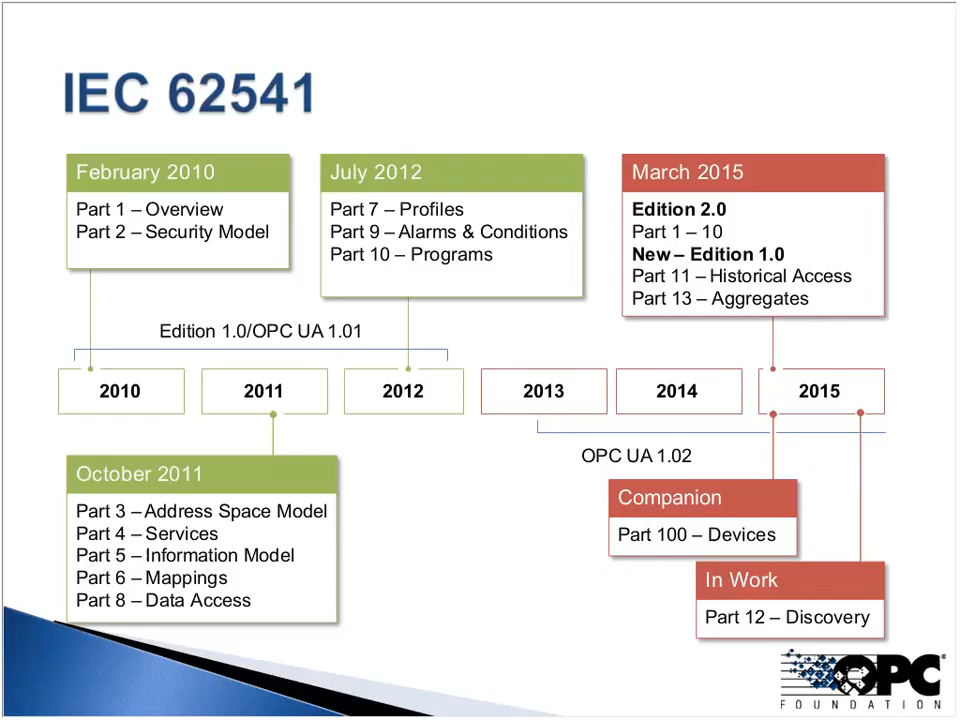 IEC 62541
February 2010
Part 1 – Overview
Part 2 – Security Model
July 2012
Part 7 – Profiles
Part 9 – Alarms & Conditions
Part 10 – Programs
March 2015
Edition 2.0
Part 1 – 10
New – Edition 1.0
Part 11 – Historical Access
Part 13 – Aggregates
Edition 1.0/OPC UA 1.01
2010
2011
2012
2013
2014
2015
OPC UA 1.02
October 2011
Part 3 – Address Space Model
Part 4 – Services
Part 5 – Information Model
Part 6 – Mappings
Part 8 – Data Access
Companion
Part 100 – Devices
In Work
Part 12 – Discovery
OPC®
FOUNDATION